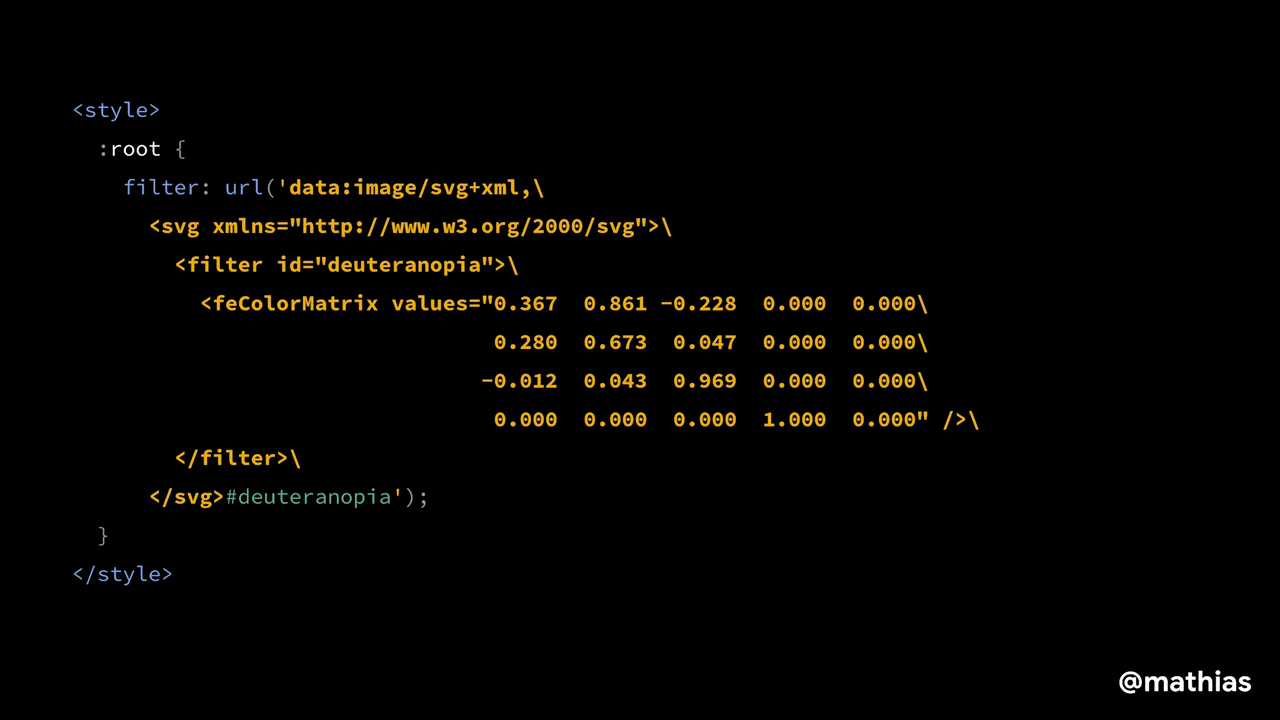 <style>
  :root {
    filter: url('data:image/svg+xml,\
      <svg xmlns="http://www.w3.org/2000/svg">\
        <filter id="deuteranopia">\
          <feColorMatrix values="0.367  0.861 -0.228  0.000  0.000\
                                 0.280  0.673  0.047  0.000  0.000\
                                -0.012  0.043  0.969  0.000  0.000\
                                 0.000  0.000  0.000  1.000  0.000" />\
        </filter>\
      </svg>#deuteranopia');
  }
</style>
@mathias